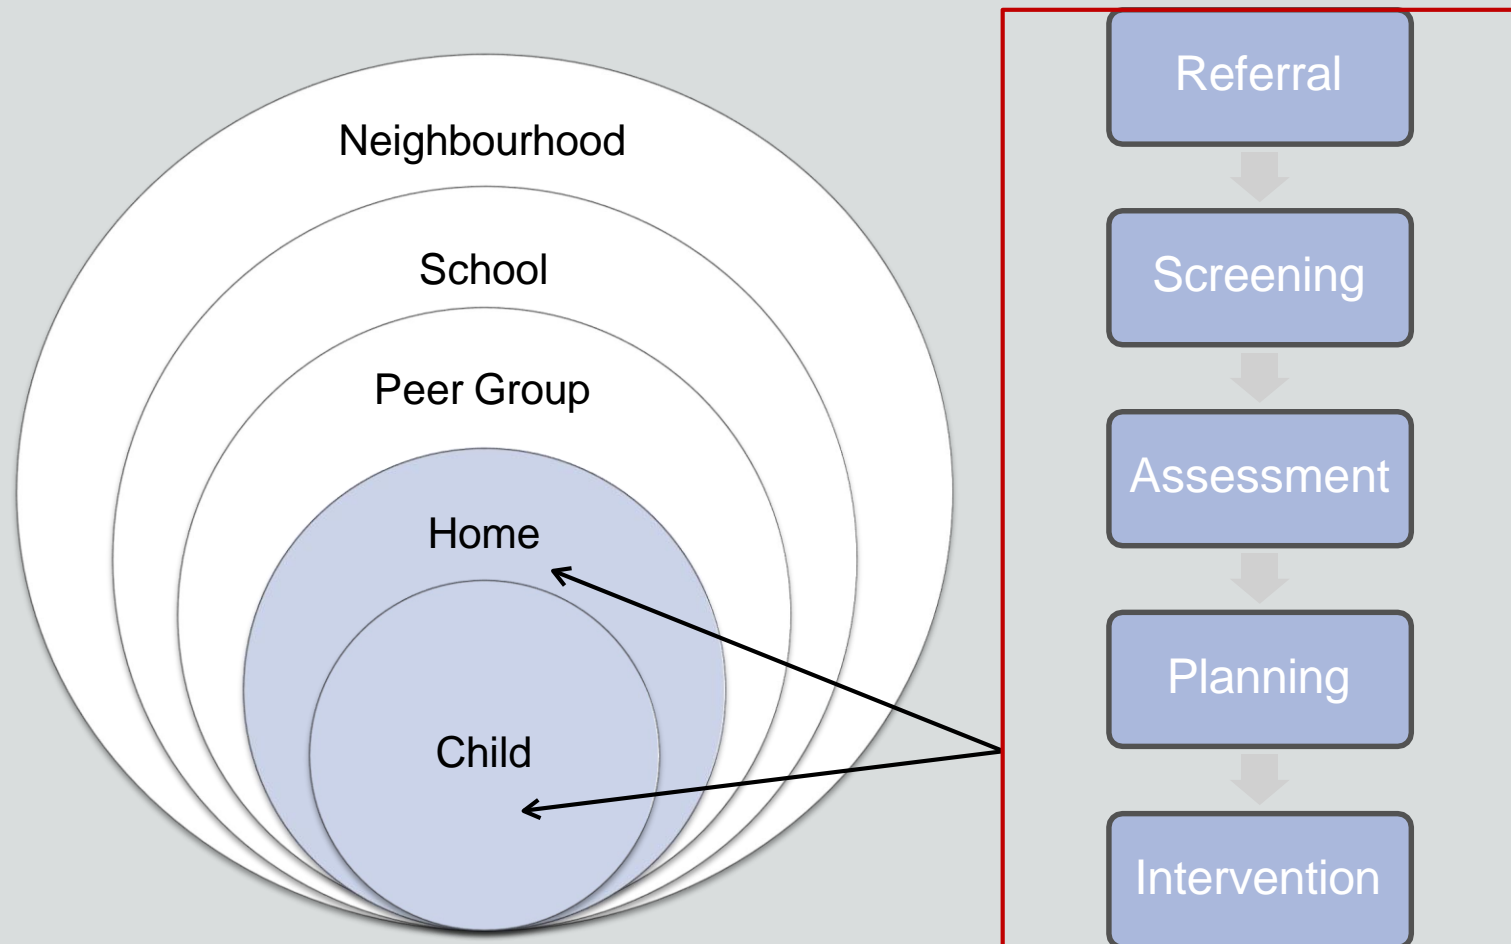 Neighbourhood
School
Peer Group
Home
Child
Referral
Screening
Assessment
Planning
Intervention